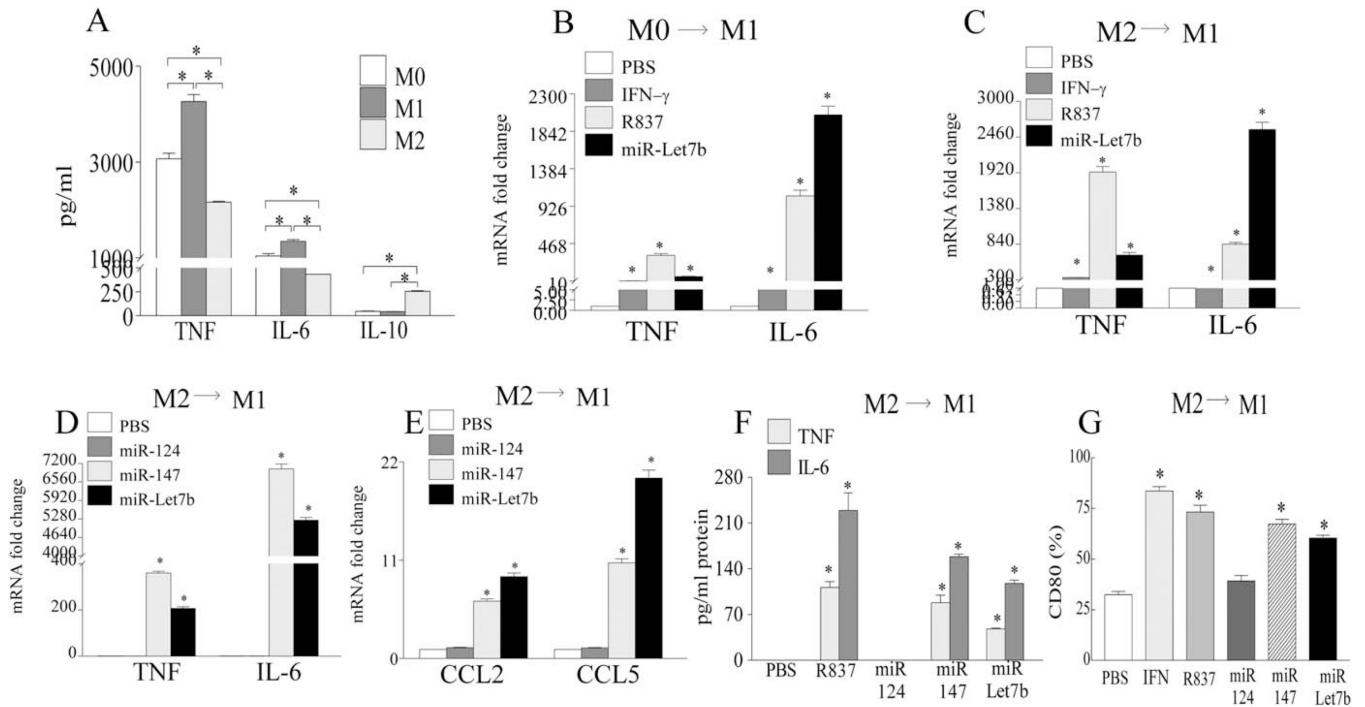 A
5000
3000
1000
500
250
0
pg/ml
* * *
* * *
* *
M0
M1
M2
TNF IL-6 IL-10
B
M0 → M1
PBS
IFN–γ
R837
miR-Let7b
mRNA fold change
2300
1842
1384
926
468
10
5.00
2.50
0.00
* * *
* * *
TNF IL-6
C
M2 → M1
PBS
IFN–γ
R837
miR-Let7b
mRNA fold change
3000
2460
1920
1380
840
300
1.00
0.00
* * *
* * *
TNF IL-6
D
M2 → M1
PBS
miR-124
miR-147
miR-Let7b
mRNA fold change
7200
6560
5920
5280
4640
4000
400
200
0
* *
* *
TNF IL-6
E
M2 → M1
PBS
miR-124
miR-147
miR-Let7b
mRNA fold change
22
11
0
* *
* *
CCL2 CCL5
F
M2 → M1
TNF
IL-6
pg/ml protein
280
210
140
70
0
* *
* *
* *
PBS R837 miR miR miR
124 147 Let7b
G
M2 → M1
CD80 (%)
100
75
50
25
0
* * * *
PBS IFN R837 miR miR miR
124 147 Let7b